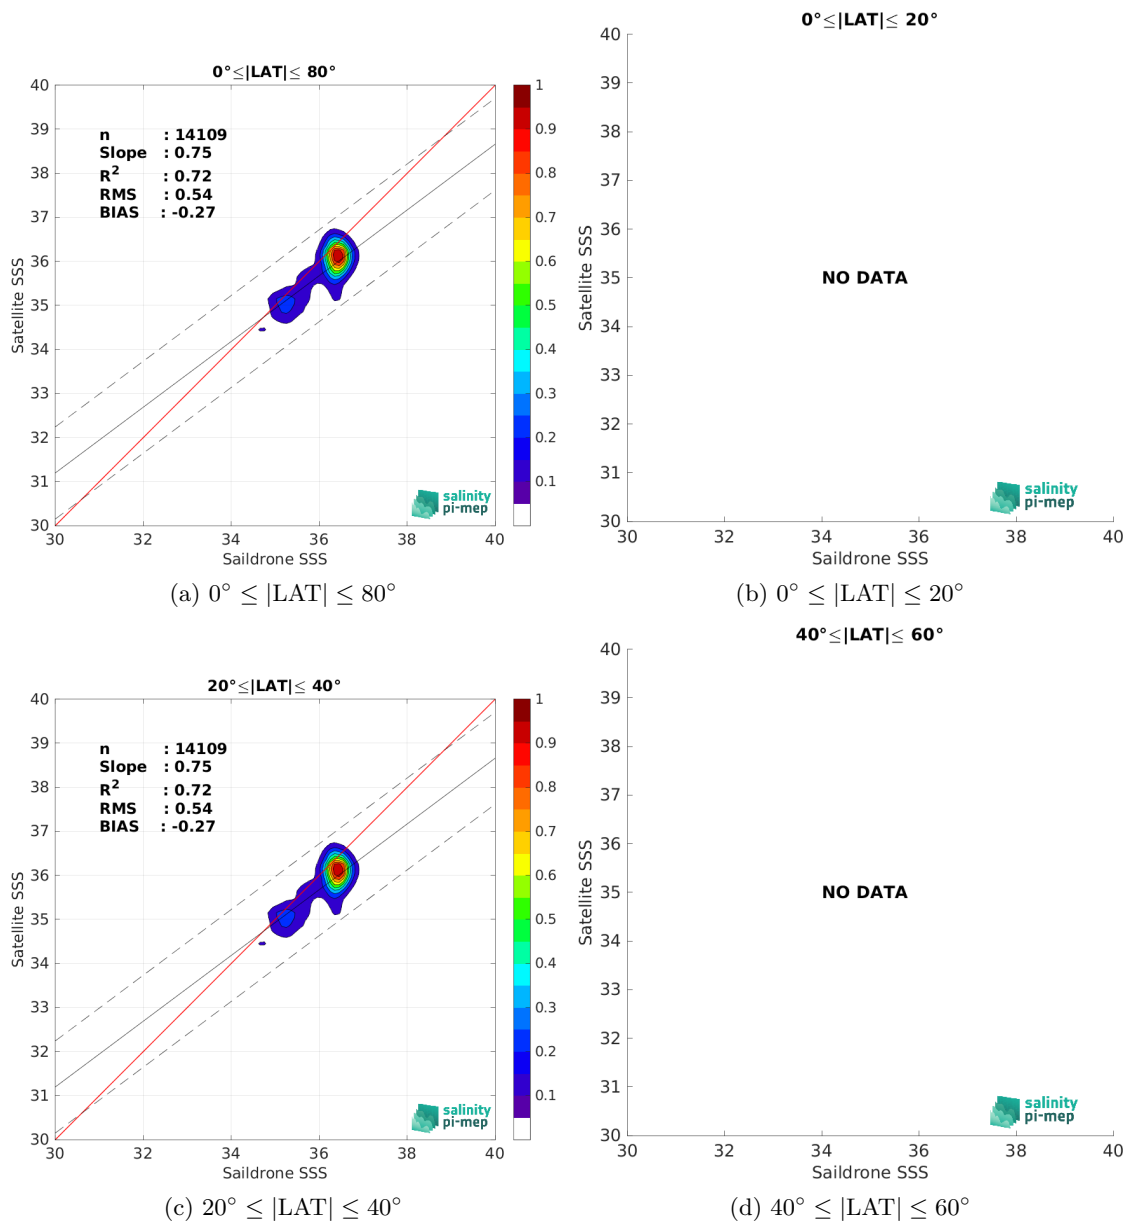 0°≤|LAT|≤ 80°
40
39
38
37
36
35
34
33
32
31
30
Satellite SSS
n : 14109
Slope : 0.75
R² : 0.72
RMS : 0.54
BIAS : -0.27
1
0.9
0.8
0.7
0.6
0.5
0.4
0.3
0.2
0.1
salinity
pi-mep
30 32 34 36 38 40
Saildrone SSS
(a) 0° ≤ |LAT| ≤ 80°
0°≤|LAT|≤ 20°
40
39
38
37
36
35
34
33
32
31
30
Satellite SSS
NO DATA
salinity
pi-mep
30 32 34 36 38 40
Saildrone SSS
(b) 0° ≤ |LAT| ≤ 20°
20°≤|LAT|≤ 40°
40
39
38
37
36
35
34
33
32
31
30
Satellite SSS
n : 14109
Slope : 0.75
R² : 0.72
RMS : 0.54
BIAS : -0.27
1
0.9
0.8
0.7
0.6
0.5
0.4
0.3
0.2
0.1
salinity
pi-mep
30 32 34 36 38 40
Saildrone SSS
(c) 20° ≤ |LAT| ≤ 40°
40°≤|LAT|≤ 60°
40
39
38
37
36
35
34
33
32
31
30
Satellite SSS
NO DATA
salinity
pi-mep
30 32 34 36 38 40
Saildrone SSS
(d) 40° ≤ |LAT| ≤ 60°